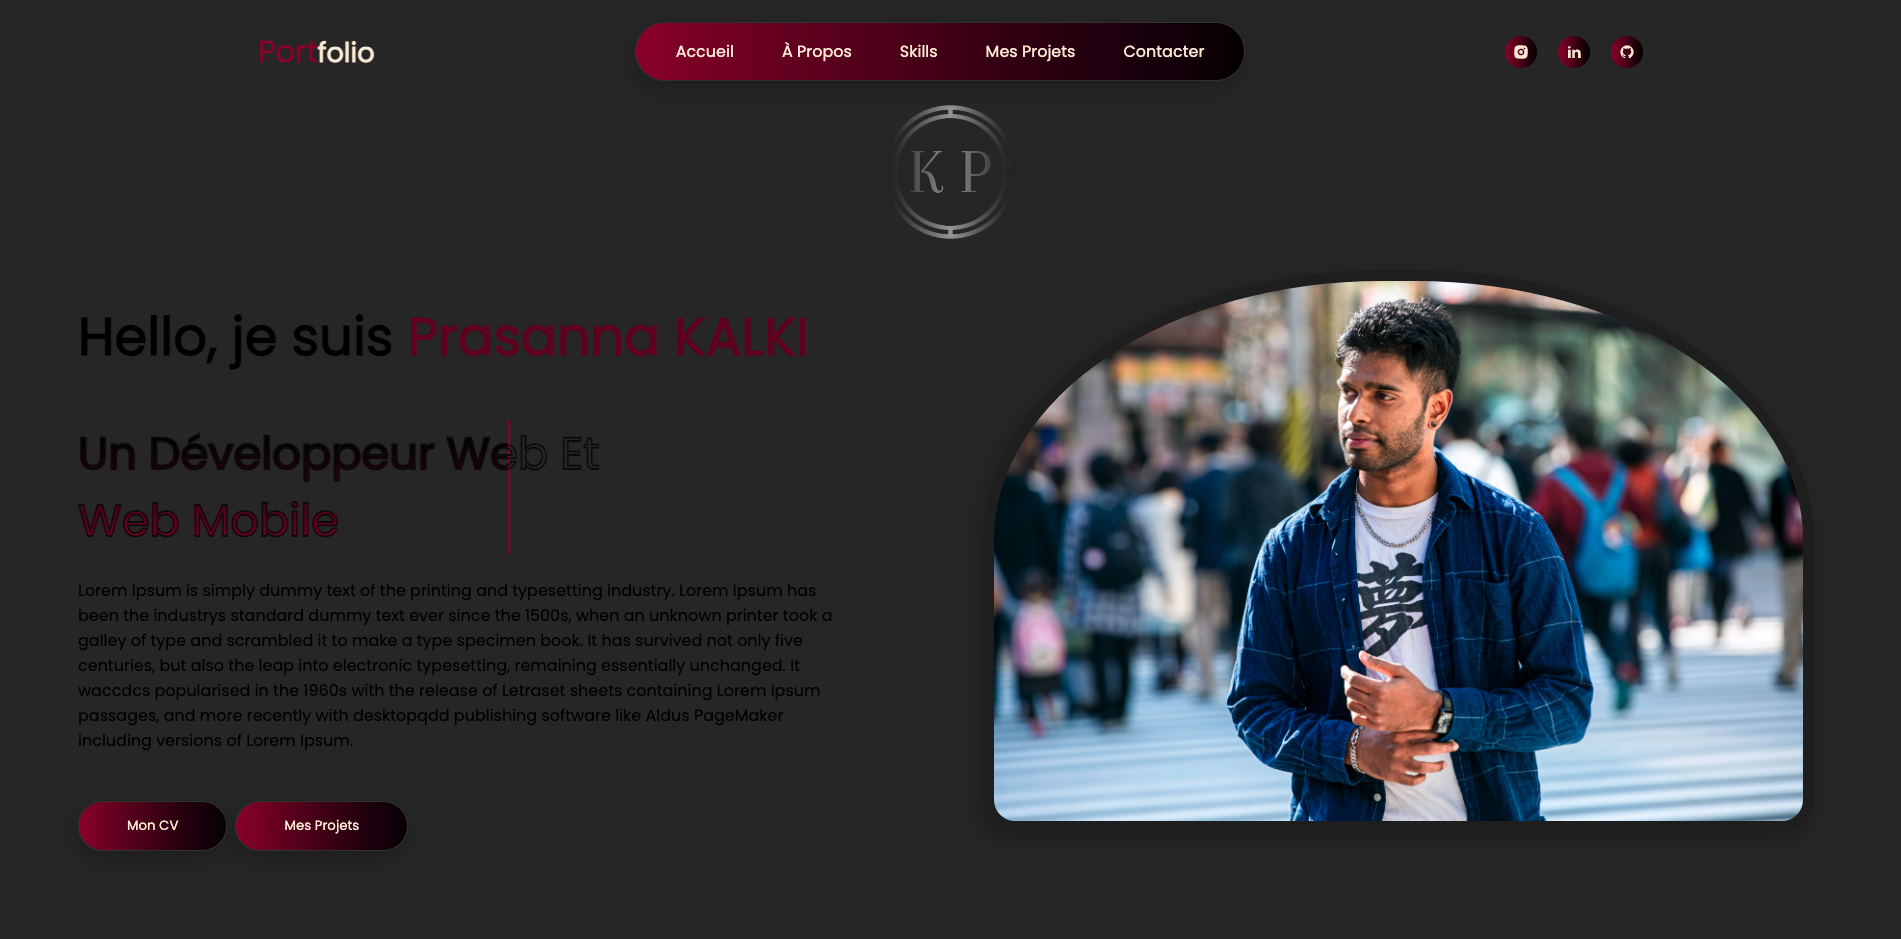 Portfolio
Accueil
À Propos
Skills
Mes Projets
Contacter
in
K P
Hello, je suis Prasanna KALKI
Un Développeur Web Et
Web Mobile
Lorem Ipsum is simply dummy text of the printing and typesetting industry. Lorem Ipsum has
been the industrys standard dummy text ever since the 1500s, when an unknown printer took a
galley of type and scrambled it to make a type specimen book. It has survived not only five
centuries, but also the leap into electronic typesetting, remaining essentially unchanged. It
waccdcs popularised in the 1960s with the release of Letraset sheets containing Lorem Ipsum
passages, and more recently with desktopqdd publishing software like Aldus PageMaker
including versions of Lorem Ipsum.
夢
Mon CV
Mes Projets